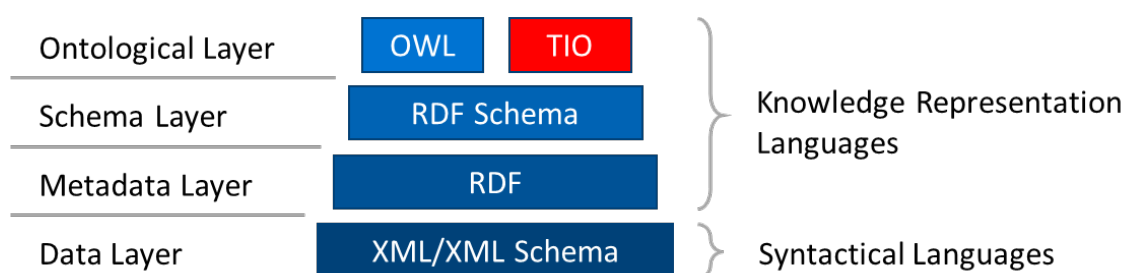 Ontological Layer
OWL
TIO
Schema Layer
RDF Schema
Knowledge Representation
Languages
Metadata Layer
RDF
Data Layer
XML/XML Schema
Syntactical Languages